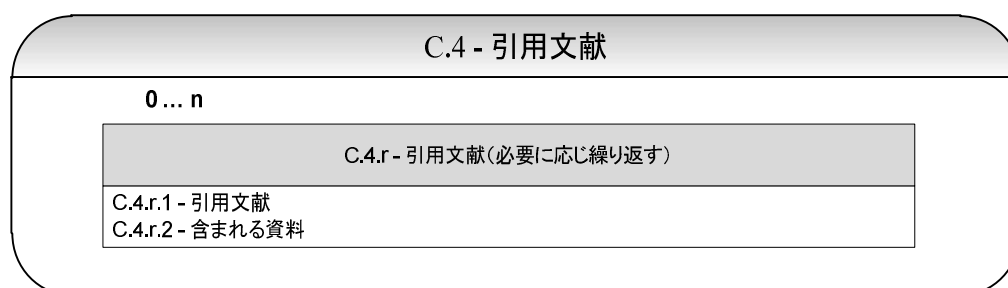 C.4 - 引用文献
0 … n
C.4.r - 引用文献(必要に応じ繰り返す)
C.4.r.1 - 引用文献
C.4.r.2 - 含まれる資料